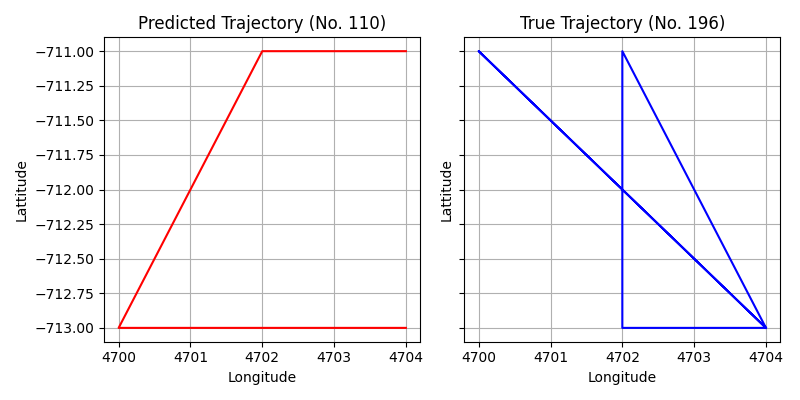 Predicted Trajectory (No. 110)
−711.00
−711.25
−711.50
−711.75
−712.00
−712.25
−712.50
−712.75
−713.00
Lattitude
4700 4701 4702 4703 4704
Longitude
True Trajectory (No. 196)
Lattitude
4700 4701 4702 4703 4704
Longitude